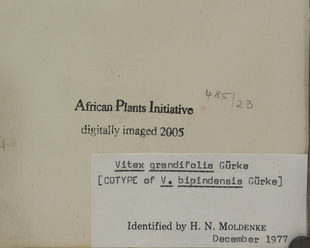 485/23
African Plants Initiative
digitally imaged 2005
Vitex grandifolia Gürke
[COTYPE of V. bipindensis Gürke]
Identified by H. N. MOLDENKE
December 1977